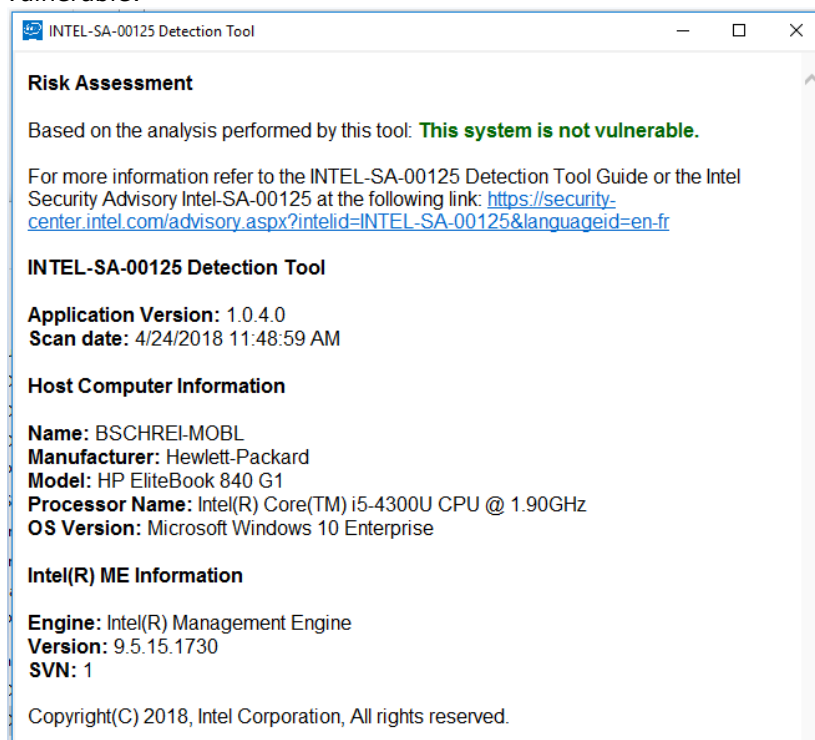 vulnerable.
INTEL-SA-00125 Detection Tool
Risk Assessment
Based on the analysis performed by this tool: This system is not vulnerable.
For more information refer to the INTEL-SA-00125 Detection Tool Guide or the Intel
Security Advisory Intel-SA-00125 at the following link: https://security-
center.intel.com/advisory.aspx?intelid=INTEL-SA-00125&languageid=en-fr
INTEL-SA-00125 Detection Tool
Application Version: 1.0.4.0
Scan date: 4/24/2018 11:48:59 AM
Host Computer Information
Name: BSCHREI-MOBL
Manufacturer: Hewlett-Packard
Model: HP EliteBook 840 G1
Processor Name: Intel(R) Core(TM) i5-4300U CPU @ 1.90GHz
OS Version: Microsoft Windows 10 Enterprise
Intel(R) ME Information
Engine: Intel(R) Management Engine
Version: 9.5.15.1730
SVN: 1
Copyright(C) 2018, Intel Corporation, All rights reserved.